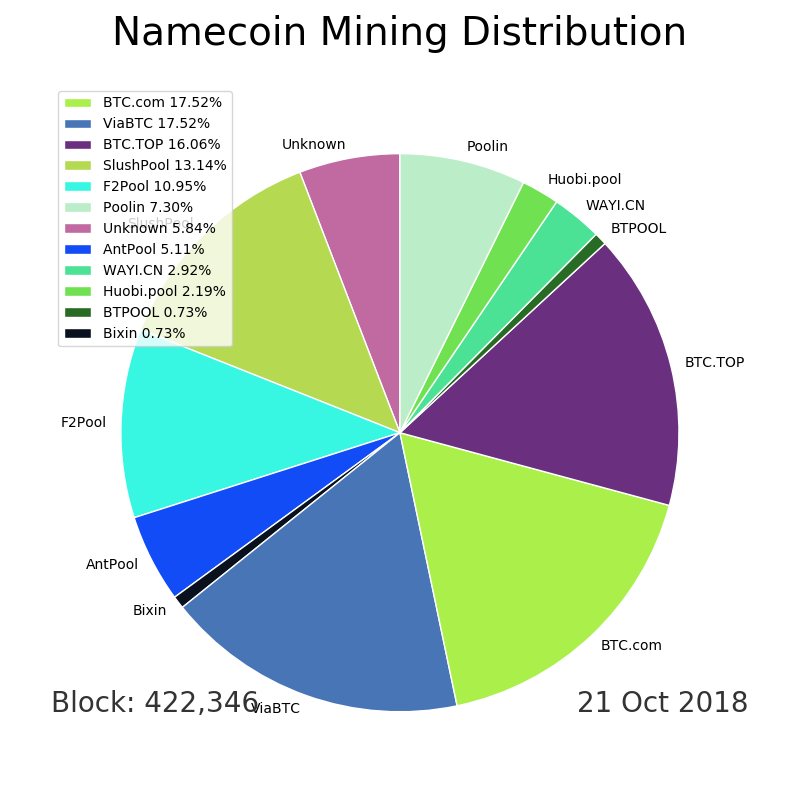 Namecoin Mining Distribution
BTC.com 17.52%
ViaBTC 17.52%
BTC.TOP 16.06%
SlushPool 13.14%
F2Pool 10.95%
Poolin 7.30%
Unknown 5.84%
AntPool 5.11%
WAYI.CN 2.92%
Huobi.pool 2.19%
BTPOOL 0.73%
Bixin 0.73%
Unknown
Poolin
Huobi.pool
WAYI.CN
BTPOOL
SlushPool
BTC.TOP
F2Pool
AntPool
Bixin
BTC.com
ViaBTC
Block: 422,346
21 Oct 2018